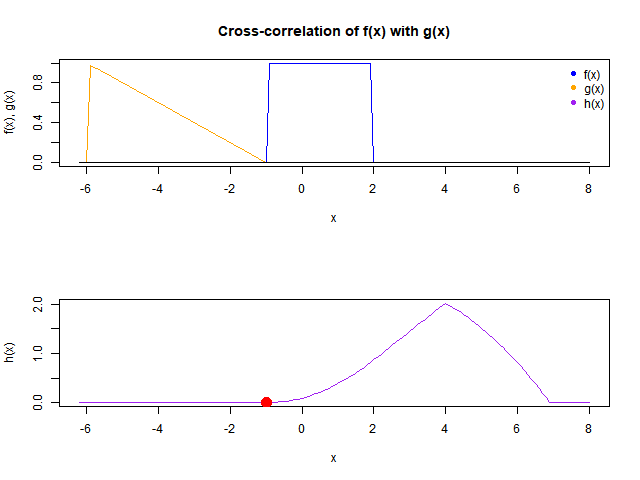 Cross-correlation of f(x) with g(x)
f(x), g(x)
0.8
0.4
0.0
f(x)
g(x)
h(x)
-6 -4 -2 0 2 4 6 8
x
h(x)
2.0
1.0
0.0
-6 -4 -2 0 2 4 6 8
x